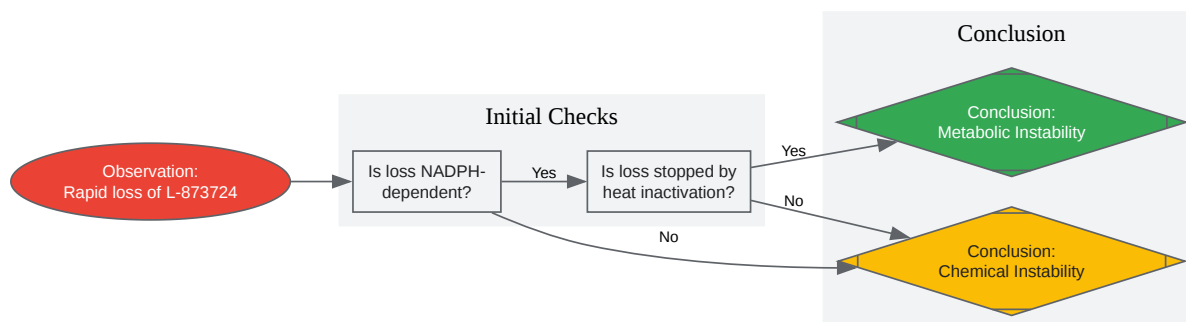 Conclusion
Initial Checks
Observation:
Rapid loss of L-873724
Is loss NADPH-
dependent?
Yes
Is loss stopped by
heat inactivation?
Yes
No
No
Conclusion:
Metabolic Instability
Conclusion:
Chemical Instability